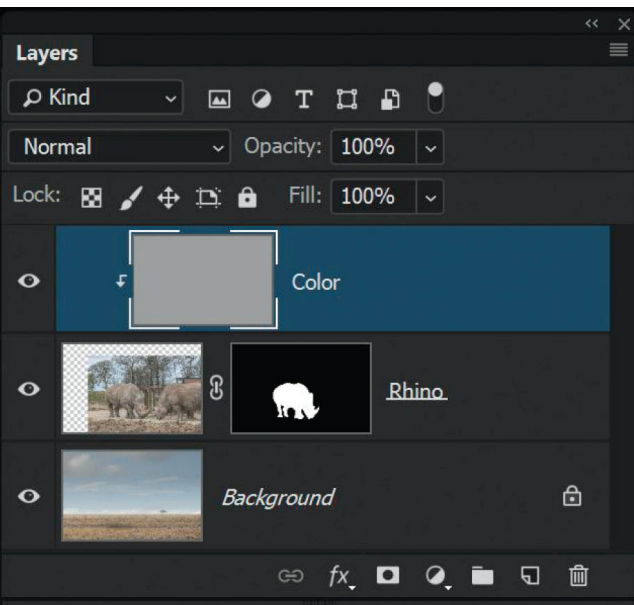 Layers
Kind
Normal Opacity: 100%
Lock: Fill: 100%
Color
Rhino
Background
fx